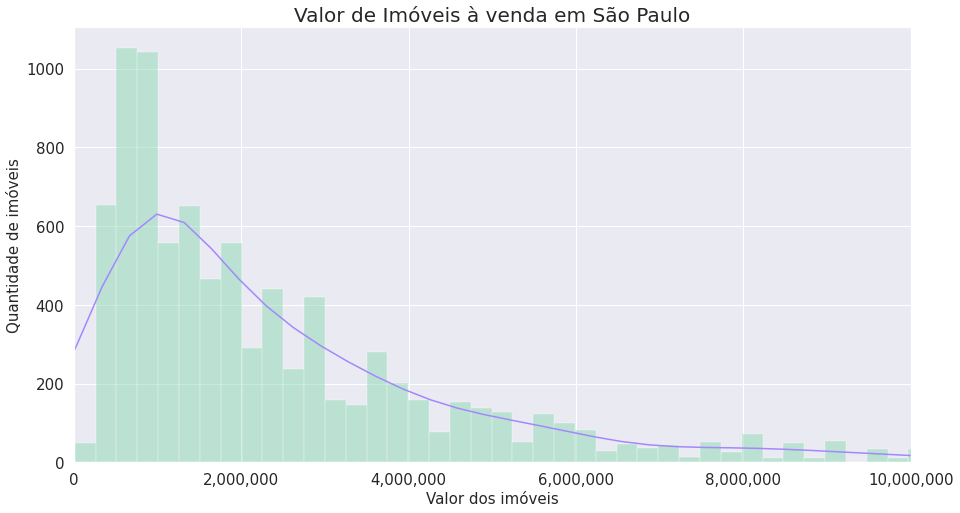 Valor de Imóveis à venda em São Paulo
1000
800
600
400
200
0
Quantidade de imóveis
0 2,000,000 4,000,000 6,000,000 8,000,000 10,000,000
Valor dos imóveis